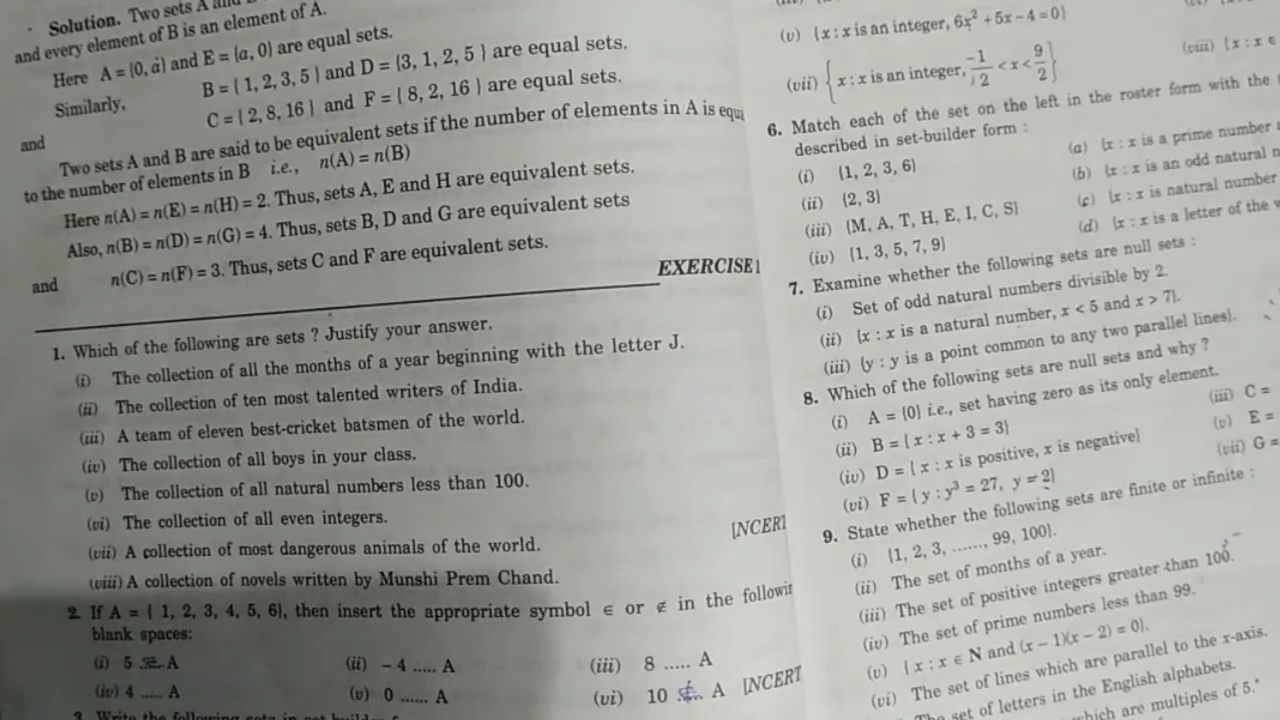 Solution. Two sets A and
and every element of B is an element of A.
Here A = {0, a} and E = {a, 0} are equal sets.
Similarly, B = { 1, 2, 3, 5 } and D = {3, 1, 2, 5 } are equal sets.
and C = { 2, 8, 16 } and F = { 8, 2, 16 } are equal sets.
Two sets A and B are said to be equivalent sets if the number of elements in A is equ
to the number of elements in B i.e., n(A) = n(B)
Here n(A) = n(E) = n(H) = 2. Thus, sets A, E and H are equivalent sets.
Also, n(B) = n(D) = n(G) = 4. Thus, sets B, D and G are equivalent sets
and n(C) = n(F) = 3. Thus, sets C and F are equivalent sets.
EXERCISE
1. Which of the following are sets ? Justify your answer.
(i) The collection of all the months of a year beginning with the letter J.
(ii) The collection of ten most talented writers of India.
(iii) A team of eleven best-cricket batsmen of the world.
(iv) The collection of all boys in your class.
(v) The collection of all natural numbers less than 100.
(vi) The collection of all even integers.
[NCERT
(vii) A collection of most dangerous animals of the world.
(viii) A collection of novels written by Munshi Prem Chand.
2. If A = { 1, 2, 3, 4, 5, 6}, then insert the appropriate symbol ∈ or ∉ in the followin
blank spaces:
(i) 5 A (ii) – 4 ..... A (iii) 8 ..... A
(iv) 4 ..... A (v) 0 ...... A (vi) 10 ∉ A [NCERT
3. Write the following sets in set
(v) {x : x is an integer, 6x² + 5x – 4 = 0}
(vii) {x : x is an integer, -1/2 < x < 9/2} (viii) {x : x ∈
6. Match each of the set on the left in the roster form with the
described in set-builder form :
(i) {1, 2, 3, 6} (a) {x : x is a prime number
(ii) {2, 3} (b) {x : x is an odd natural n
(iii) {M, A, T, H, E, I, C, S} (c) {x : x is natural number
(iv) {1, 3, 5, 7, 9} (d) {x : x is a letter of the w
7. Examine whether the following sets are null sets :
(i) Set of odd natural numbers divisible by 2.
(ii) {x : x is a natural number, x < 5 and x > 7}.
(iii) {y : y is a point common to any two parallel lines}.
8. Which of the following sets are null sets and why ?
(i) A = {0} i.e., set having zero as its only element.
(ii) B = { x : x + 3 = 3} (iii) C =
(iv) D = { x : x is positive, x is negative} (v) E =
(vi) F = { y : y³ = 27, y = 2} (vii) G =
9. State whether the following sets are finite or infinite :
(i) {1, 2, 3, ......, 99, 100}.
(ii) The set of months of a year.
(iii) The set of positive integers greater than 100.
(iv) The set of prime numbers less than 99.
(v) { x : x ∈ N and (x – 1)(x – 2) = 0}.
(vi) The set of lines which are parallel to the x-axis.
The set of letters in the English alphabets.
which are multiples of 5.